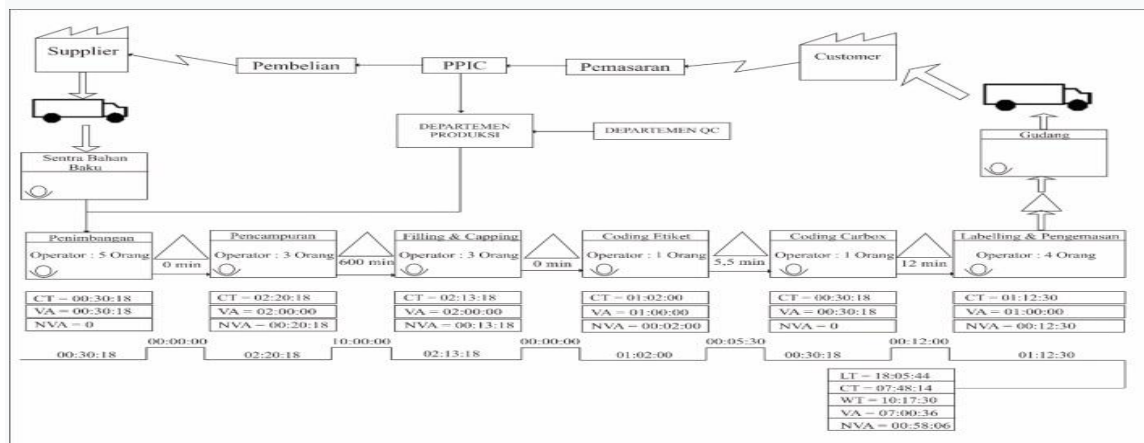 Supplier
Pembelian
PPIC
Pemasaran
Customer
DEPARTEMEN
PRODUKSI
DEPARTEMEN QC
Gudang
Sentra Bahan
Baku
Penimbangan
Operator : 5 Orang
0 min
Pencampuran
Operator : 3 Orang
600 min
Filling & Capping
Operator : 3 Orang
0 min
Coding Etiket
Operator : 1 Orang
5,5 min
Coding Carbox
Operator : 1 Orang
12 min
Labelling & Pengemasan
Operator : 4 Orang
CT = 00:30:18
VA = 00:30:18
NVA = 0
CT = 02:20:18
VA = 02:00:00
NVA = 00:20:18
CT = 02:13:18
VA = 02:00:00
NVA = 00:13:18
CT = 01:02:00
VA = 01:00:00
NVA = 00:02:00
CT = 00:30:18
VA = 00:30:18
NVA = 0
CT = 01:12:30
VA = 01:00:00
NVA = 00:12:30
00:30:18
00:00:00
02:20:18
10:00:00
02:13:18
00:00:00
01:02:00
00:05:30
00:30:18
00:12:00
01:12:30
LT = 18:05:44
CT = 07:48:14
WT = 10:17:30
VA = 07:00:36
NVA = 00:58:06